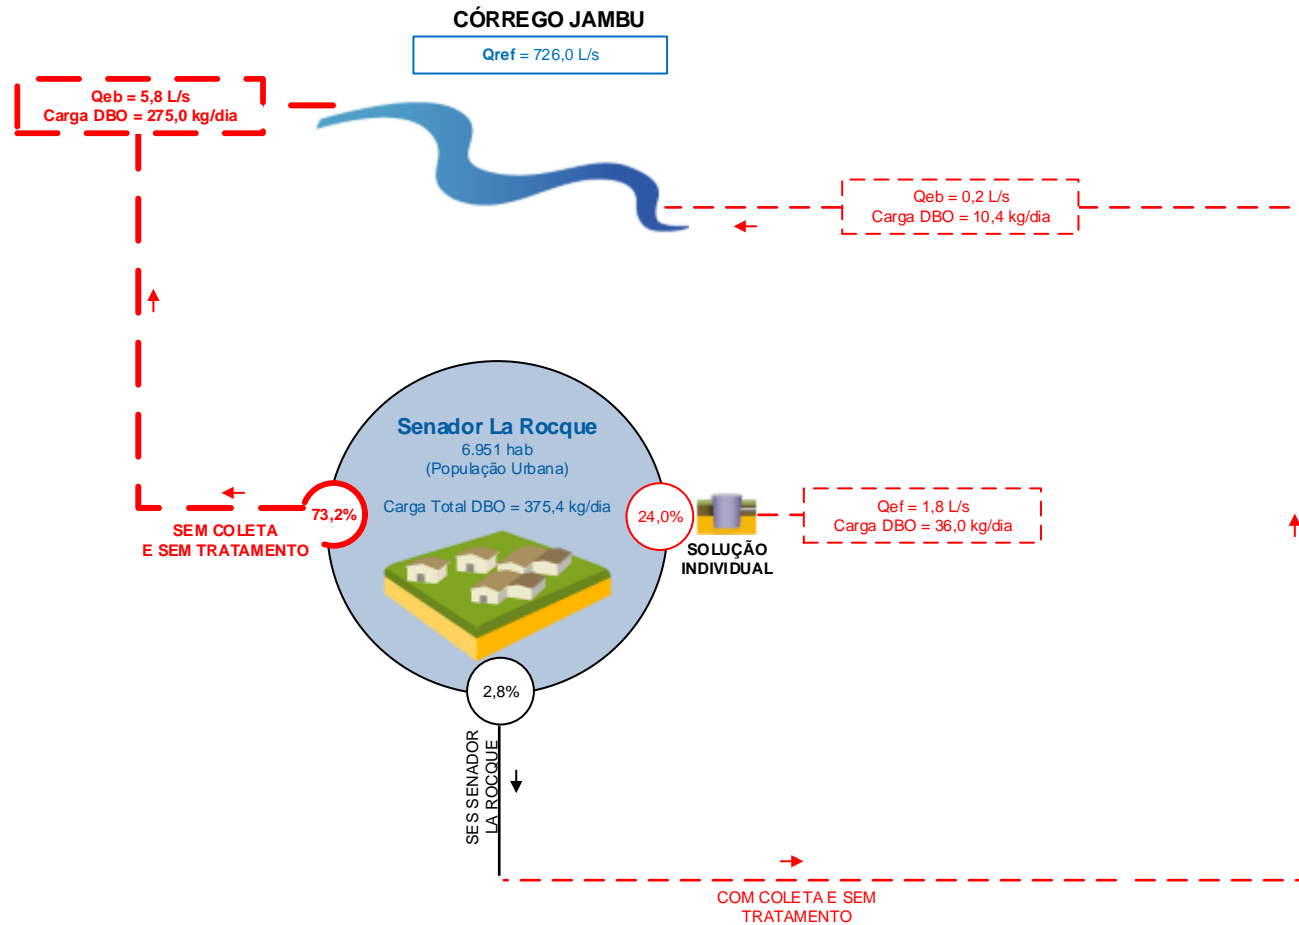 CÓRREGO JAMBU
Qref = 726,0 L/s
Qeb = 5,8 L/s
Carga DBO = 275,0 kg/dia
Qeb = 0,2 L/s
Carga DBO = 10,4 kg/dia
Senador La Rocque
6.951 hab
(População Urbana)
Carga Total DBO = 375,4 kg/dia
73,2%
SEM COLETA
E SEM TRATAMENTO
24,0%
SOLUÇÃO
INDIVIDUAL
Qef = 1,8 L/s
Carga DBO = 36,0 kg/dia
2,8%
SES SENADOR
LA ROCQUE
COM COLETA E SEM
TRATAMENTO